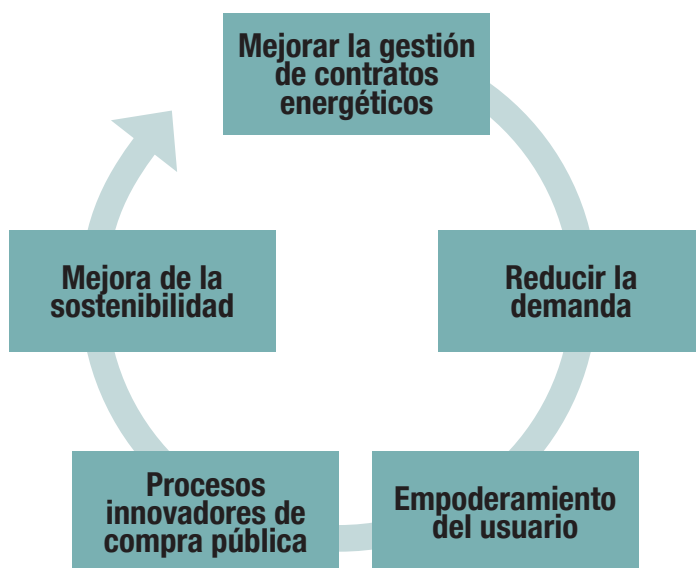 Mejorar la gestión
de contratos
energéticos
Reducir la
demanda
Empoderamiento
del usuario
Procesos
innovadores de
compra pública
Mejora de la
sostenibilidad